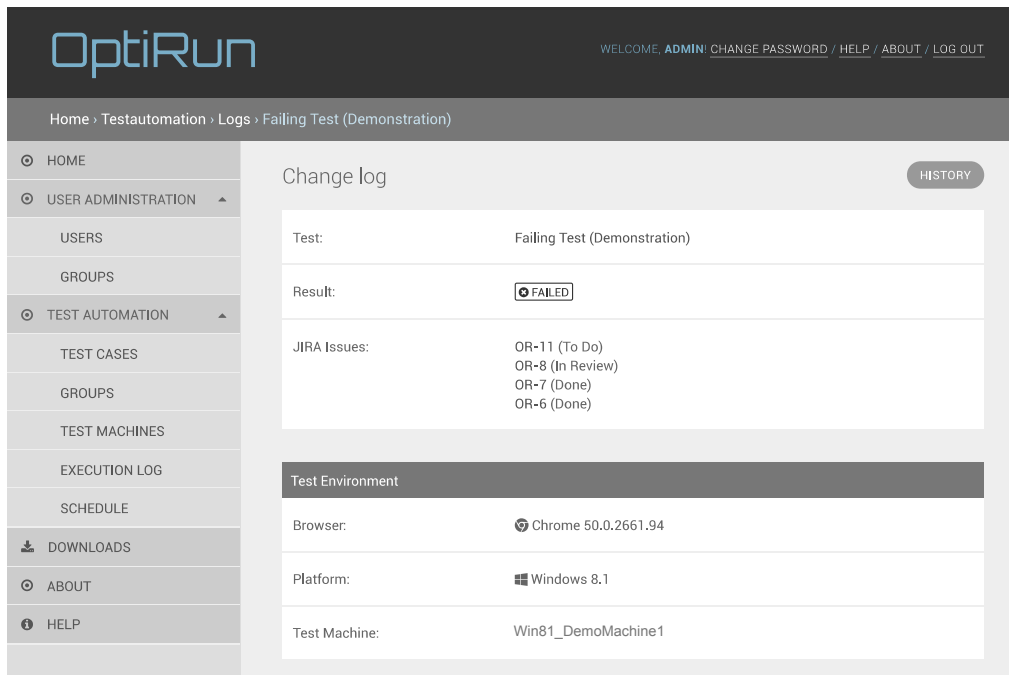 OptiRun
WELCOME, ADMIN! CHANGE PASSWORD / HELP / ABOUT / LOG OUT
Home › Testautomation › Logs › Failing Test (Demonstration)
HOME
USER ADMINISTRATION
USERS
GROUPS
TEST AUTOMATION
TEST CASES
GROUPS
TEST MACHINES
EXECUTION LOG
SCHEDULE
DOWNLOADS
ABOUT
HELP
Change log
HISTORY
Test: Failing Test (Demonstration)
Result: FAILED
JIRA Issues: OR-11 (To Do)
OR-8 (In Review)
OR-7 (Done)
OR-6 (Done)
Test Environment
Browser: Chrome 50.0.2661.94
Platform: Windows 8.1
Test Machine: Win81_DemoMachine1